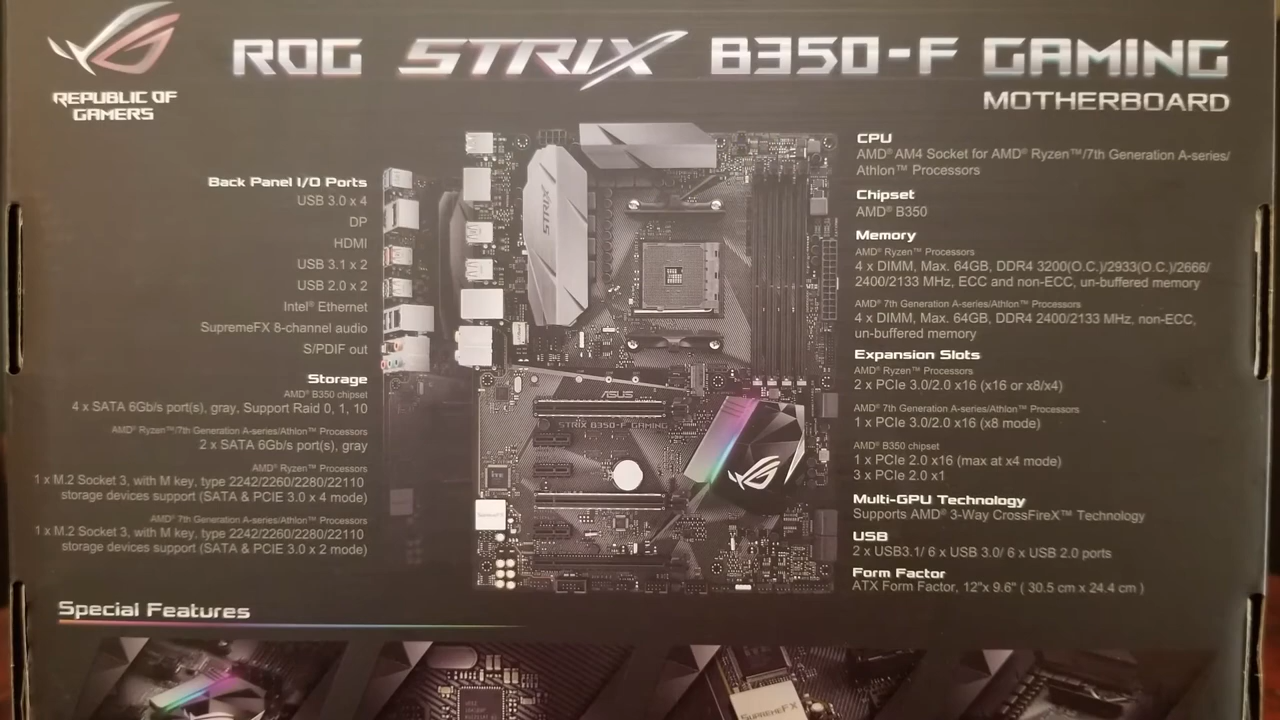 ROG STRIX B350-F GAMING
MOTHERBOARD
REPUBLIC OF
GAMERS
Back Panel I/O Ports
USB 3.0 x 4
DP
HDMI
USB 3.1 x 2
USB 2.0 x 2
Intel® Ethernet
SupremeFX 8-channel audio
S/PDIF out
Storage
AMD® B350 chipset
4 x SATA 6Gb/s port(s), gray, Support Raid 0, 1, 10
AMD® Ryzen™/7th Generation A-series/Athlon™ Processors
2 x SATA 6Gb/s port(s), gray
AMD® Ryzen™ Processors
1 x M.2 Socket 3, with M key, type 2242/2260/2280/22110
storage devices support (SATA & PCIE 3.0 x 4 mode)
AMD® 7th Generation A-series/Athlon™ Processors
1 x M.2 Socket 3, with M key, type 2242/2260/2280/22110
storage devices support (SATA & PCIE 3.0 x 2 mode)
STRIX
ASUS
STRIX B350-F GAMING
SupremeFX
CPU
AMD® AM4 Socket for AMD® Ryzen™/7th Generation A-series/
Athlon™ Processors
Chipset
AMD® B350
Memory
AMD® Ryzen™ Processors
4 x DIMM, Max. 64GB, DDR4 3200(O.C.)/2933(O.C.)/2666/
2400/2133 MHz, ECC and non-ECC, un-buffered memory
AMD® 7th Generation A-series/Athlon™ Processors
4 x DIMM, Max. 64GB, DDR4 2400/2133 MHz, non-ECC,
un-buffered memory
Expansion Slots
AMD® Ryzen™ Processors
2 x PCIe 3.0/2.0 x16 (x16 or x8/x4)
AMD® 7th Generation A-series/Athlon™ Processors
1 x PCIe 3.0/2.0 x16 (x8 mode)
AMD® B350 chipset
1 x PCIe 2.0 x16 (max at x4 mode)
3 x PCIe 2.0 x1
Multi-GPU Technology
Supports AMD® 3-Way CrossFireX™ Technology
USB
2 x USB3.1/ 6 x USB 3.0/ 6 x USB 2.0 ports
Form Factor
ATX Form Factor, 12"x 9.6" ( 30.5 cm x 24.4 cm )
Special Features
SUPREMEFX